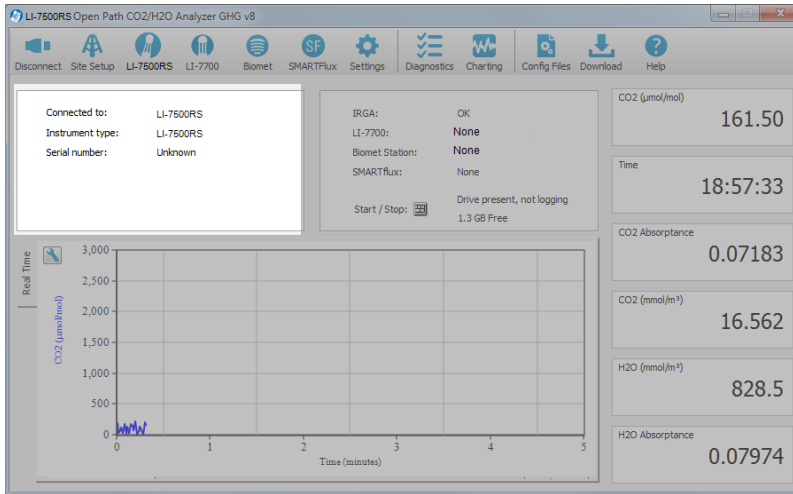 LI-7500RS Open Path CO2/H2O Analyzer GHG v8
Disconnect Site Setup LI-7500RS LI-7700 Biomet SMARTFlux Settings Diagnostics Charting Config Files Download Help
SF
?
Connected to: LI-7500RS
Instrument type: LI-7500RS
Serial number: Unknown
IRGA: OK
LI-7700: None
Biomet Station: None
SMARTflux: None
Start / Stop: Drive present, not logging
1.3 GB Free
CO2 (µmol/mol)
161.50
Time
18:57:33
CO2 Absorptance
0.07183
CO2 (mmol/m³)
16.562
H2O (mmol/m³)
828.5
H2O Absorptance
0.07974
Real Time
CO2 (µmol/mol)
3,000
2,500
2,000
1,500
1,000
500
0
0 1 2 3 4 5
Time (minutes)